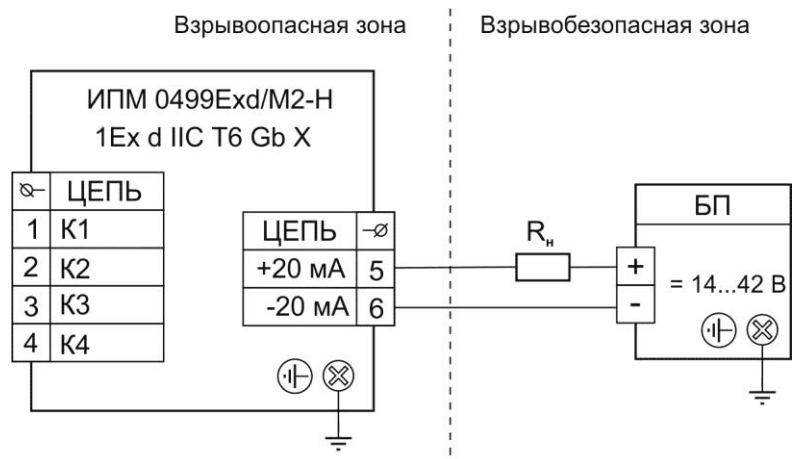 Взрывоопасная зона
Взрывобезопасная зона
ИПМ 0499Exd/M2-H
1Ex d IIC T6 Gb X
ЦЕПЬ
1 К1
2 К2
3 К3
4 К4
ЦЕПЬ
+20 мА 5
-20 мА 6
Rн
БП
+
-
= 14...42 В